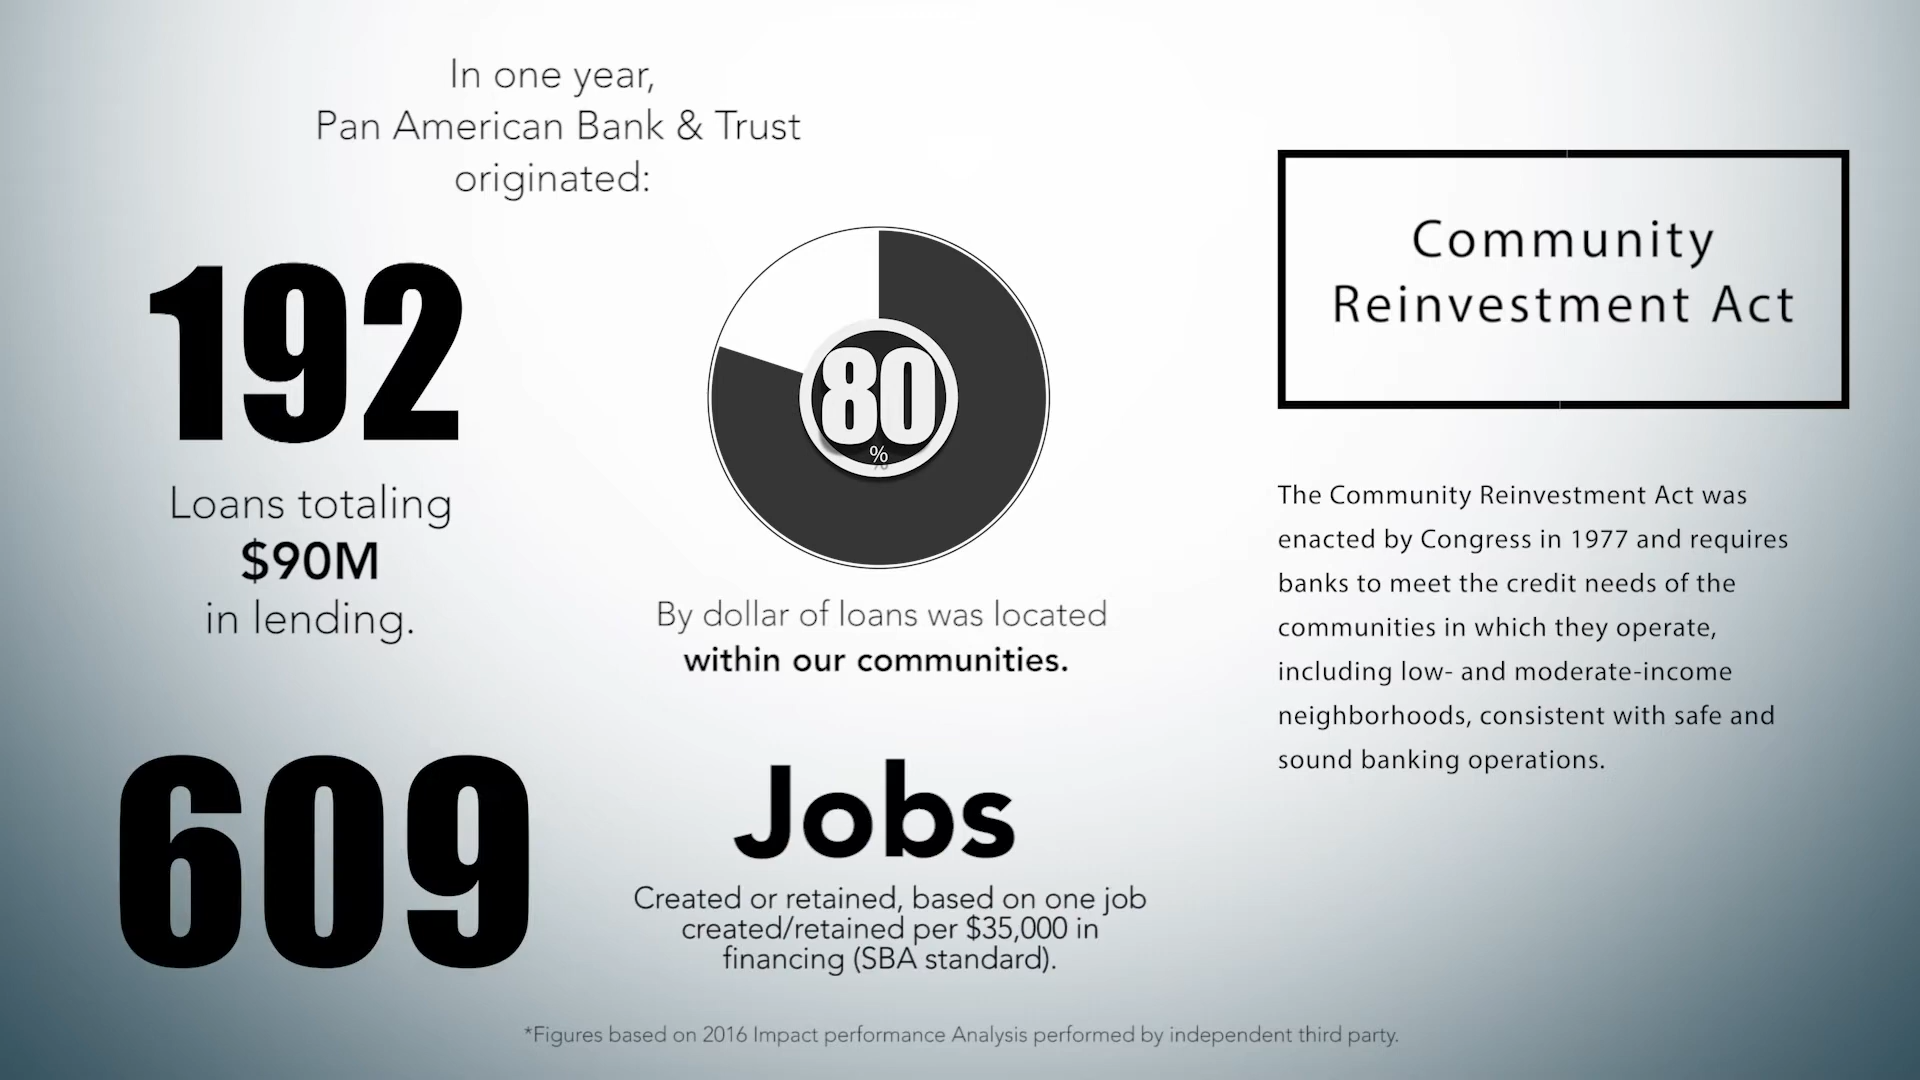 In one year,
Pan American Bank & Trust
originated:
192
Loans totaling
$90M
in lending.
80
%
By dollar of loans was located
within our communities.
609
Jobs
Created or retained, based on one job
created/retained per $35,000 in
financing (SBA standard).
Community
Reinvestment Act
The Community Reinvestment Act was
enacted by Congress in 1977 and requires
banks to meet the credit needs of the
communities in which they operate,
including low- and moderate-income
neighborhoods, consistent with safe and
sound banking operations.
*Figures based on 2016 Impact performance Analysis performed by independent third party.